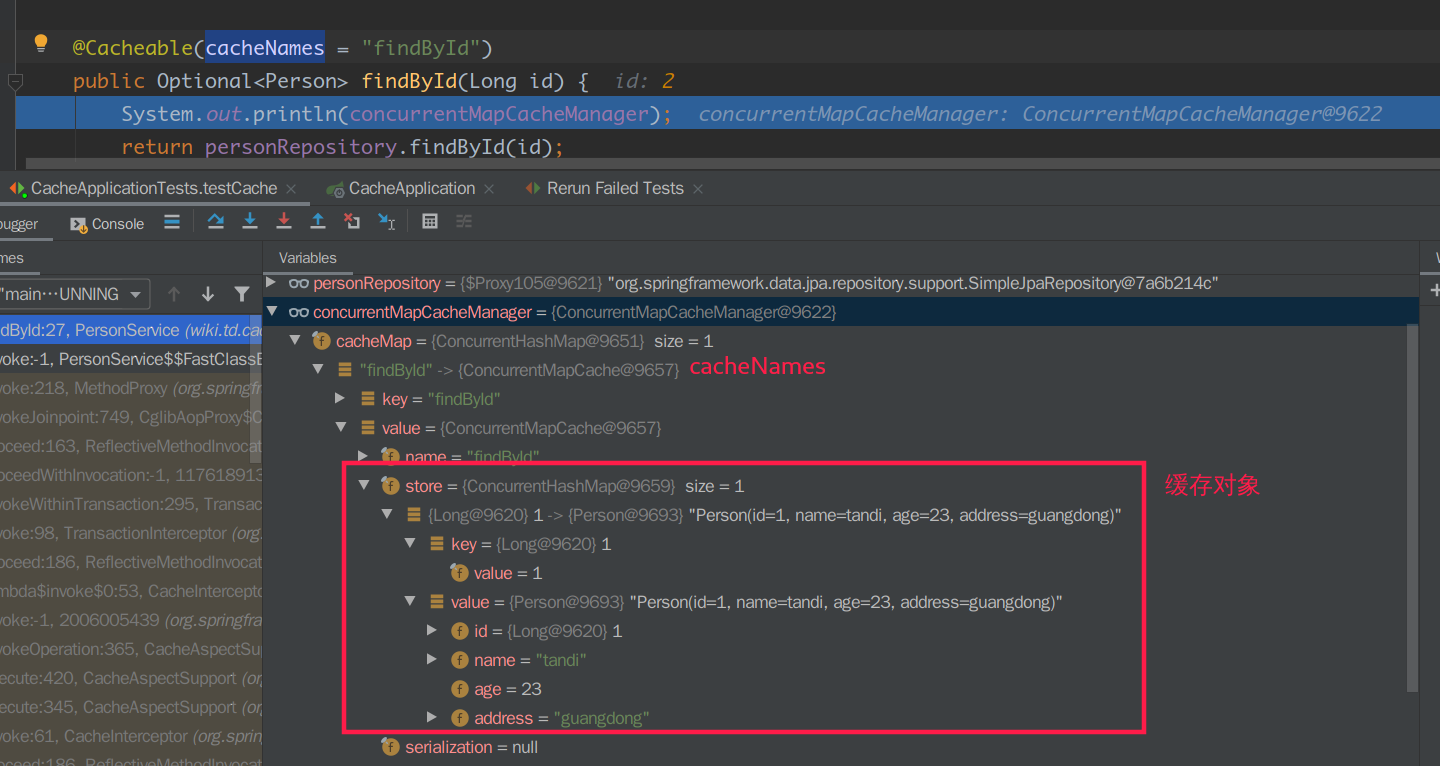 @Cacheable(cacheNames = "findById")
public Optional<Person> findById(Long id) { id: 2
System.out.println(concurrentMapCacheManager); concurrentMapCacheManager: ConcurrentMapCacheManager@9622
return personRepository.findById(id);
CacheApplicationTests.testCache × CacheApplication × Rerun Failed Tests ×
bugger Console
mes Variables
"main"…UNNING
personRepository = {$Proxy105@9621} "org.springframework.data.jpa.repository.support.SimpleJpaRepository@7a6b214c"
concurrentMapCacheManager = {ConcurrentMapCacheManager@9622}
ndById:27, PersonService (wiki.td.cac
cacheMap = {ConcurrentHashMap@9651} size = 1
voke:-1, PersonService$$FastClassB
"findById" -> {ConcurrentMapCache@9657} cacheNames
voke:218, MethodProxy (org.springfr
key = "findById"
vokeJoinpoint:749, CglibAopProxy$C
value = {ConcurrentMapCache@9657}
oceed:163, ReflectiveMethodInvocat
name = "findById"
oceedWithInvocation:-1, 117618913
store = {ConcurrentHashMap@9659} size = 1 缓存对象
vokeWithinTransaction:295, Transac
{Long@9620} 1 -> {Person@9693} "Person(id=1, name=tandi, age=23, address=guangdong)"
voke:98, TransactionInterceptor (org.
key = {Long@9620} 1
oceed:186, ReflectiveMethodInvocat
value = 1
mbda$invoke$0:53, CacheInterceptor
value = {Person@9693} "Person(id=1, name=tandi, age=23, address=guangdong)"
voke:-1, 2006005439 (org.springfra
id = {Long@9620} 1
vokeOperation:365, CacheAspectSup
name = "tandi"
ecute:420, CacheAspectSupport (or
age = 23
ecute:345, CacheAspectSupport (or
address = "guangdong"
voke:61, CacheInterceptor (org.sprin
serialization = null
oceed:186, ReflectiveMethodInvocat